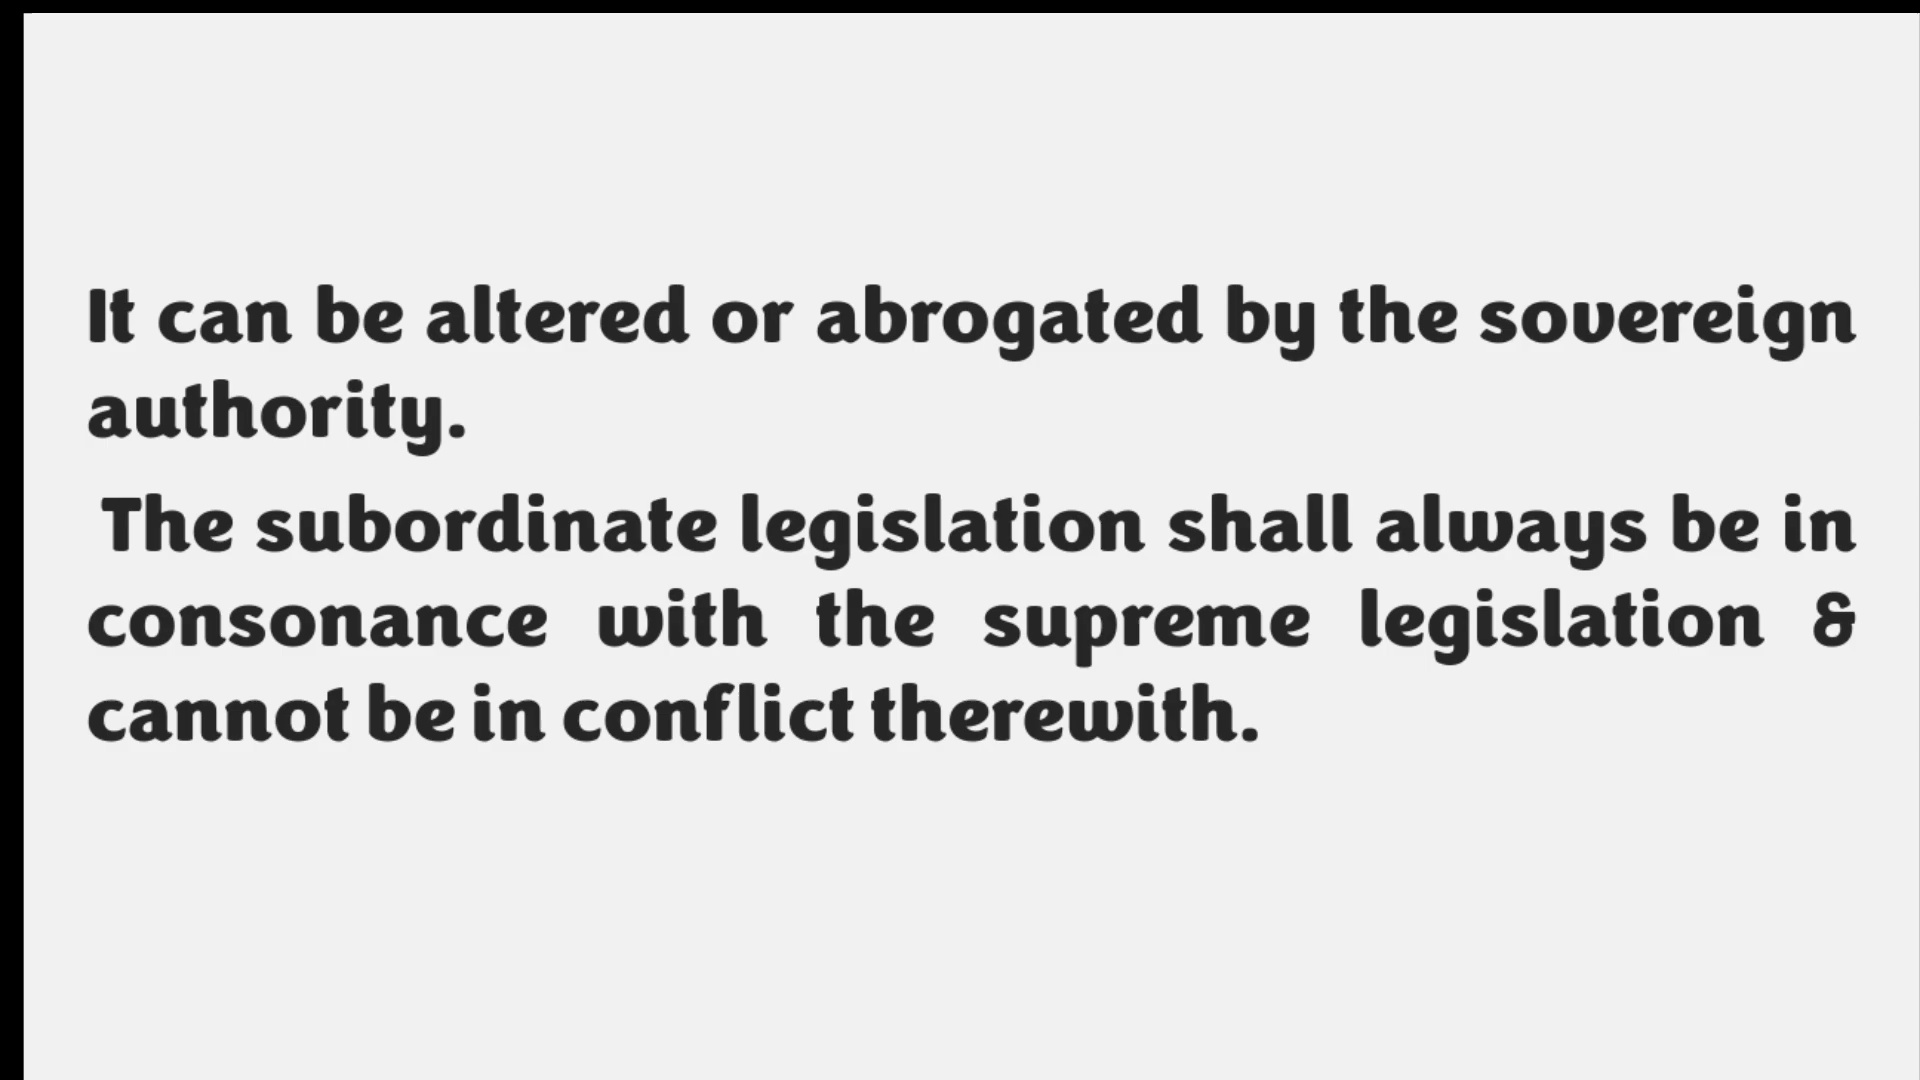 It can be altered or abrogated by the sovereign
authority.
The subordinate legislation shall always be in
consonance with the supreme legislation &
cannot be in conflict therewith.